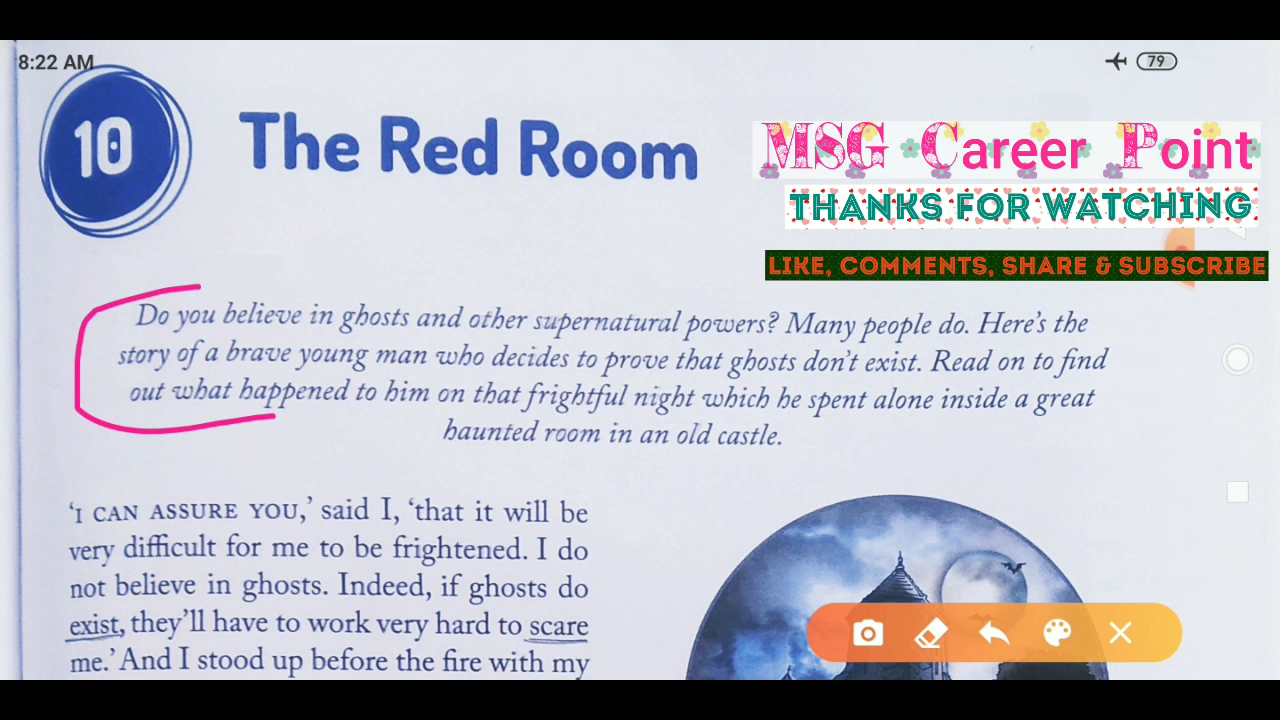 8:22 AM
79
10
The Red Room
MSG Career Point
THANKS FOR WATCHING
LIKE, COMMENTS, SHARE & SUBSCRIBE
Do you believe in ghosts and other supernatural powers? Many people do. Here's the
story of a brave young man who decides to prove that ghosts don't exist. Read on to find
out what happened to him on that frightful night which he spent alone inside a great
haunted room in an old castle.
'I CAN ASSURE YOU,' said I, 'that it will be
very difficult for me to be frightened. I do
not believe in ghosts. Indeed, if ghosts do
exist, they'll have to work very hard to scare
me.' And I stood up before the fire with my